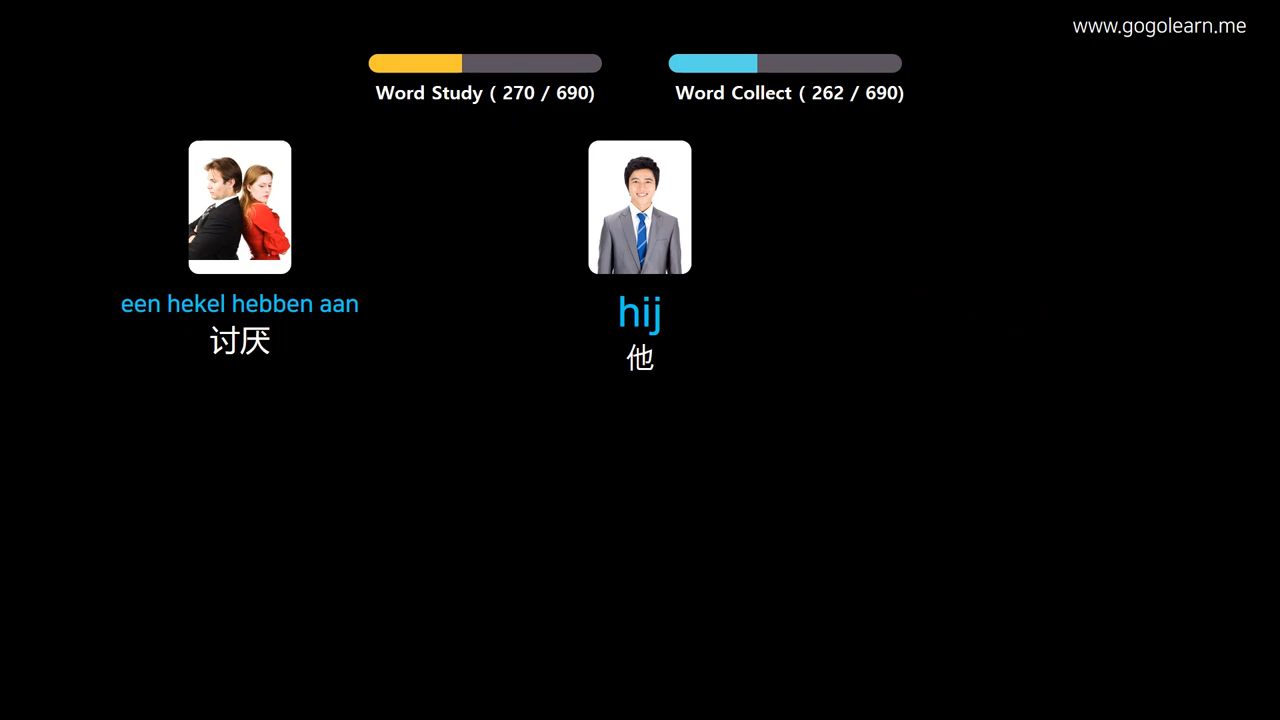 www.gogolearn.me
Word Study ( 270 / 690)
Word Collect ( 262 / 690)
een hekel hebben aan
讨厌
hij
他